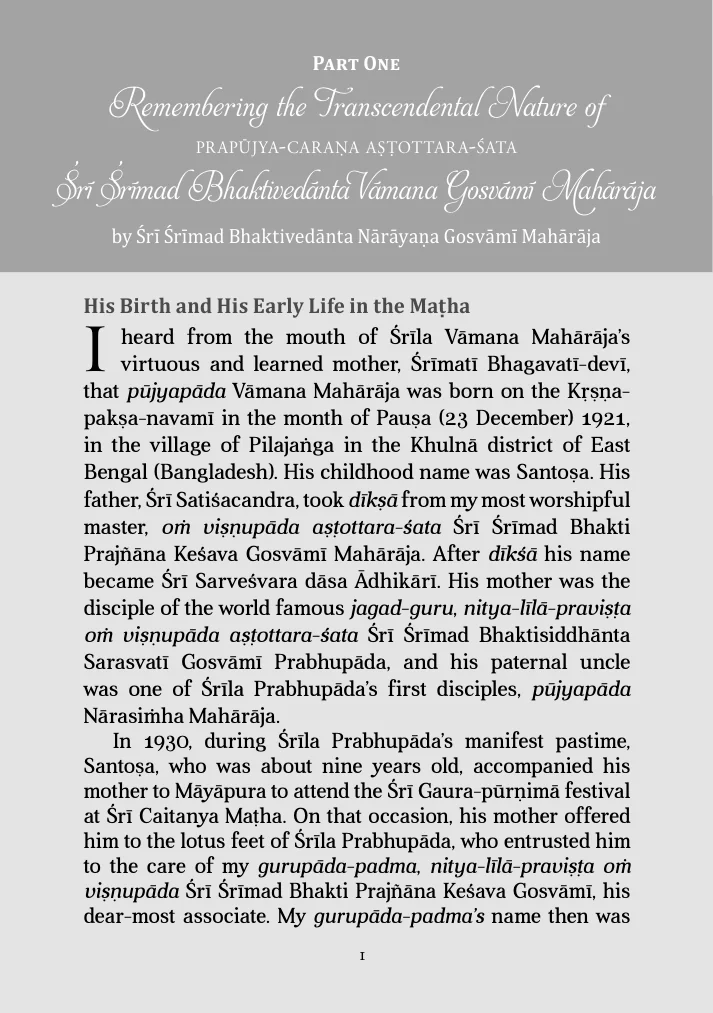 PART ONE
Remembering the Transcendental Nature of
PRAPŪJYA-CARAṆA AṢṬOTTARA-ŚATA
Śrī Śrīmad Bhaktivedānta Vāmana Gosvāmī Mahārāja
by Śrī Śrīmad Bhaktivedānta Nārāyaṇa Gosvāmī Mahārāja
His Birth and His Early Life in the Maṭha
I heard from the mouth of Śrīla Vāmana Mahārāja's
virtuous and learned mother, Śrīmatī Bhagavatī-devī,
that pūjyapāda Vāmana Mahārāja was born on the Kṛṣṇa-
pakṣa-navamī in the month of Pauṣa (23 December) 1921,
in the village of Pilajaṅga in the Khulnā district of East
Bengal (Bangladesh). His childhood name was Santoṣa. His
father, Śrī Satiśacandra, took dīkṣā from my most worshipful
master, oṁ viṣṇupāda aṣṭottara-śata Śrī Śrīmad Bhakti
Prajñāna Keśava Gosvāmī Mahārāja. After dīkśā his name
became Śrī Sarveśvara dāsa Ādhikārī. His mother was the
disciple of the world famous jagad-guru, nitya-līlā-praviṣṭa
oṁ viṣṇupāda aṣṭottara-śata Śrī Śrīmad Bhaktisiddhānta
Sarasvatī Gosvāmī Prabhupāda, and his paternal uncle
was one of Śrīla Prabhupāda's first disciples, pūjyapāda
Nārasiṁha Mahārāja.
In 1930, during Śrīla Prabhupāda's manifest pastime,
Santoṣa, who was about nine years old, accompanied his
mother to Māyāpura to attend the Śrī Gaura-pūrṇimā festival
at Śrī Caitanya Maṭha. On that occasion, his mother offered
him to the lotus feet of Śrīla Prabhupāda, who entrusted him
to the care of my gurupāda-padma, nitya-līlā-praviṣṭa oṁ
viṣṇupāda Śrī Śrīmad Bhakti Prajñāna Keśava Gosvāmī, his
dear-most associate. My gurupāda-padma's name then was
1